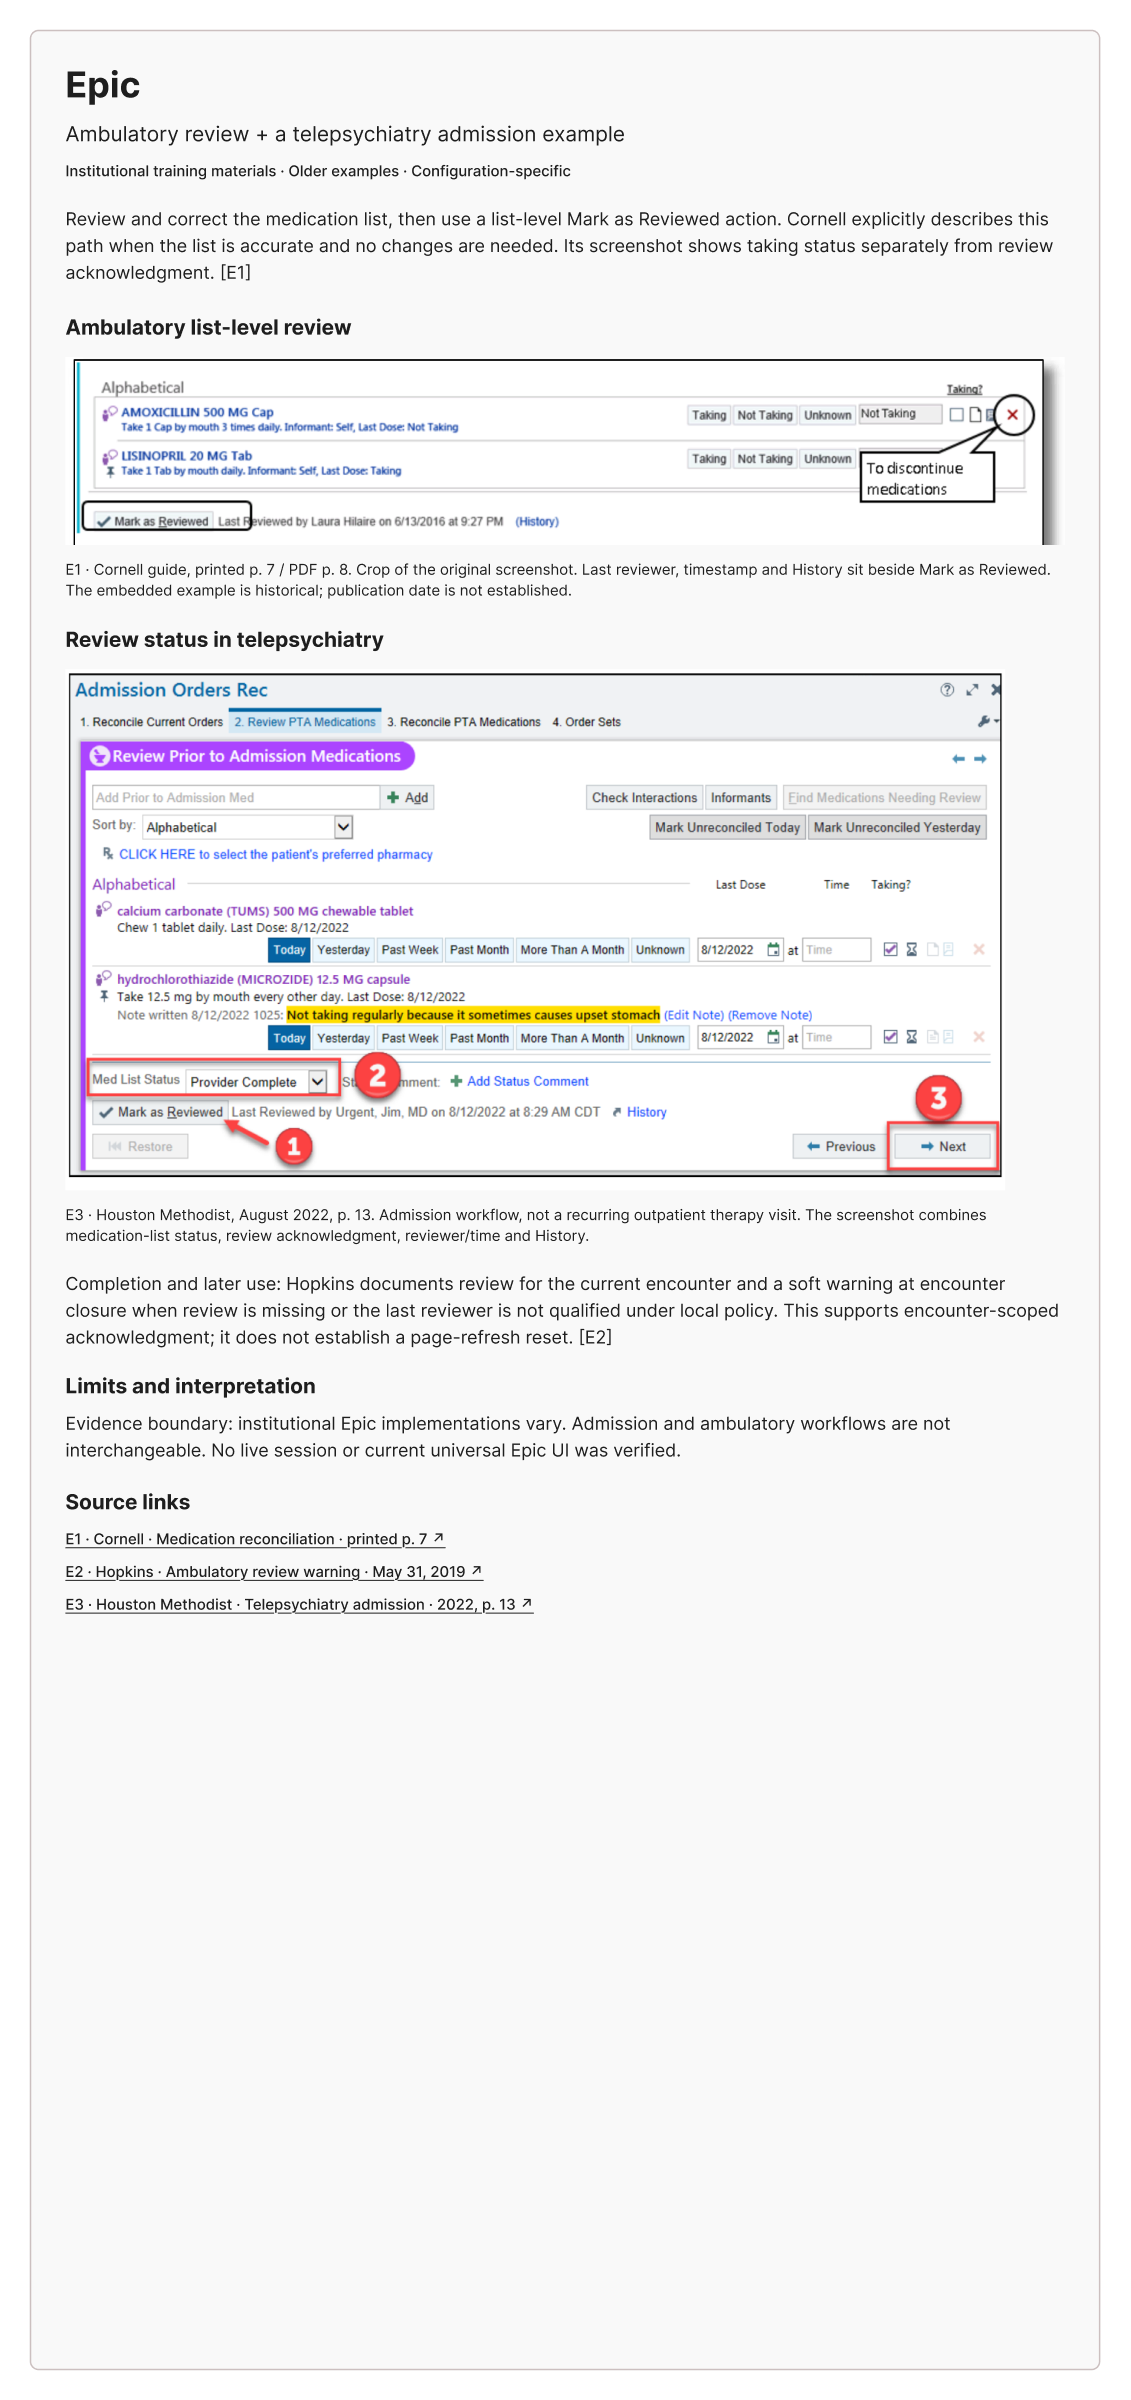 Epic
Ambulatory review + a telepsychiatry admission example
Institutional training materials · Older examples · Configuration-specific
Review and correct the medication list, then use a list-level Mark as Reviewed action. Cornell explicitly describes this
path when the list is accurate and no changes are needed. Its screenshot shows taking status separately from review
acknowledgment. [E1]
Ambulatory list-level review
Alphabetical
Taking?
AMOXICILLIN 500 MG Cap
Taking Not Taking Unknown Not Taking
Take 1 Cap by mouth 3 times daily. Informant: Self, Last Dose: Not Taking
LISINOPRIL 20 MG Tab
Taking Not Taking Unknown
Take 1 Tab by mouth daily. Informant: Self, Last Dose: Taking
To discontinue
medications
Mark as Reviewed Last Reviewed by Laura Hilaire on 6/13/2016 at 9:27 PM (History)
E1 · Cornell guide, printed p. 7 / PDF p. 8. Crop of the original screenshot. Last reviewer, timestamp and History sit beside Mark as Reviewed.
The embedded example is historical; publication date is not established.
Review status in telepsychiatry
Admission Orders Rec
1. Reconcile Current Orders 2. Review PTA Medications 3. Reconcile PTA Medications 4. Order Sets
Review Prior to Admission Medications
Add Prior to Admission Med Add Check Interactions Informants Find Medications Needing Review
Sort by: Alphabetical Mark Unreconciled Today Mark Unreconciled Yesterday
CLICK HERE to select the patient's preferred pharmacy
Alphabetical Last Dose Time Taking?
calcium carbonate (TUMS) 500 MG chewable tablet
Chew 1 tablet daily. Last Dose: 8/12/2022
Today Yesterday Past Week Past Month More Than A Month Unknown 8/12/2022 at Time
hydrochlorothiazide (MICROZIDE) 12.5 MG capsule
Take 12.5 mg by mouth every other day. Last Dose: 8/12/2022
Note written 8/12/2022 1025: Not taking regularly because it sometimes causes upset stomach (Edit Note) (Remove Note)
Today Yesterday Past Week Past Month More Than A Month Unknown 8/12/2022 at Time
Med List Status Provider Complete 2 Add Status Comment
3
Mark as Reviewed Last Reviewed by Urgent, Jim, MD on 8/12/2022 at 8:29 AM CDT History
Restore 1 Previous Next
E3 · Houston Methodist, August 2022, p. 13. Admission workflow, not a recurring outpatient therapy visit. The screenshot combines
medication-list status, review acknowledgment, reviewer/time and History.
Completion and later use: Hopkins documents review for the current encounter and a soft warning at encounter
closure when review is missing or the last reviewer is not qualified under local policy. This supports encounter-scoped
acknowledgment; it does not establish a page-refresh reset. [E2]
Limits and interpretation
Evidence boundary: institutional Epic implementations vary. Admission and ambulatory workflows are not
interchangeable. No live session or current universal Epic UI was verified.
Source links
E1 · Cornell · Medication reconciliation · printed p. 7 ↗
E2 · Hopkins · Ambulatory review warning · May 31, 2019 ↗
E3 · Houston Methodist · Telepsychiatry admission · 2022, p. 13 ↗